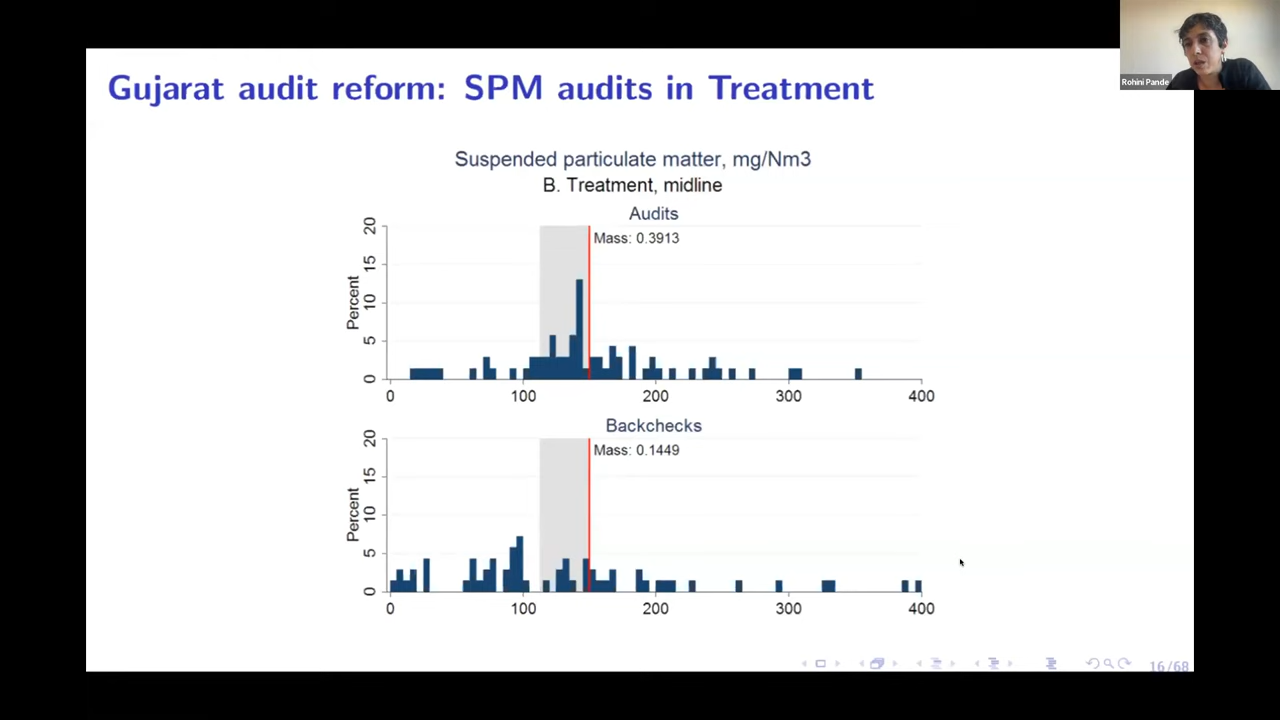 Gujarat audit reform: SPM audits in Treatment
Rohini Pande
Suspended particulate matter, mg/Nm3
B. Treatment, midline
Audits
Mass: 0.3913
Percent
20
15
10
5
0
0 100 200 300 400
Backchecks
Mass: 0.1449
Percent
20
15
10
5
0
0 100 200 300 400
16/68